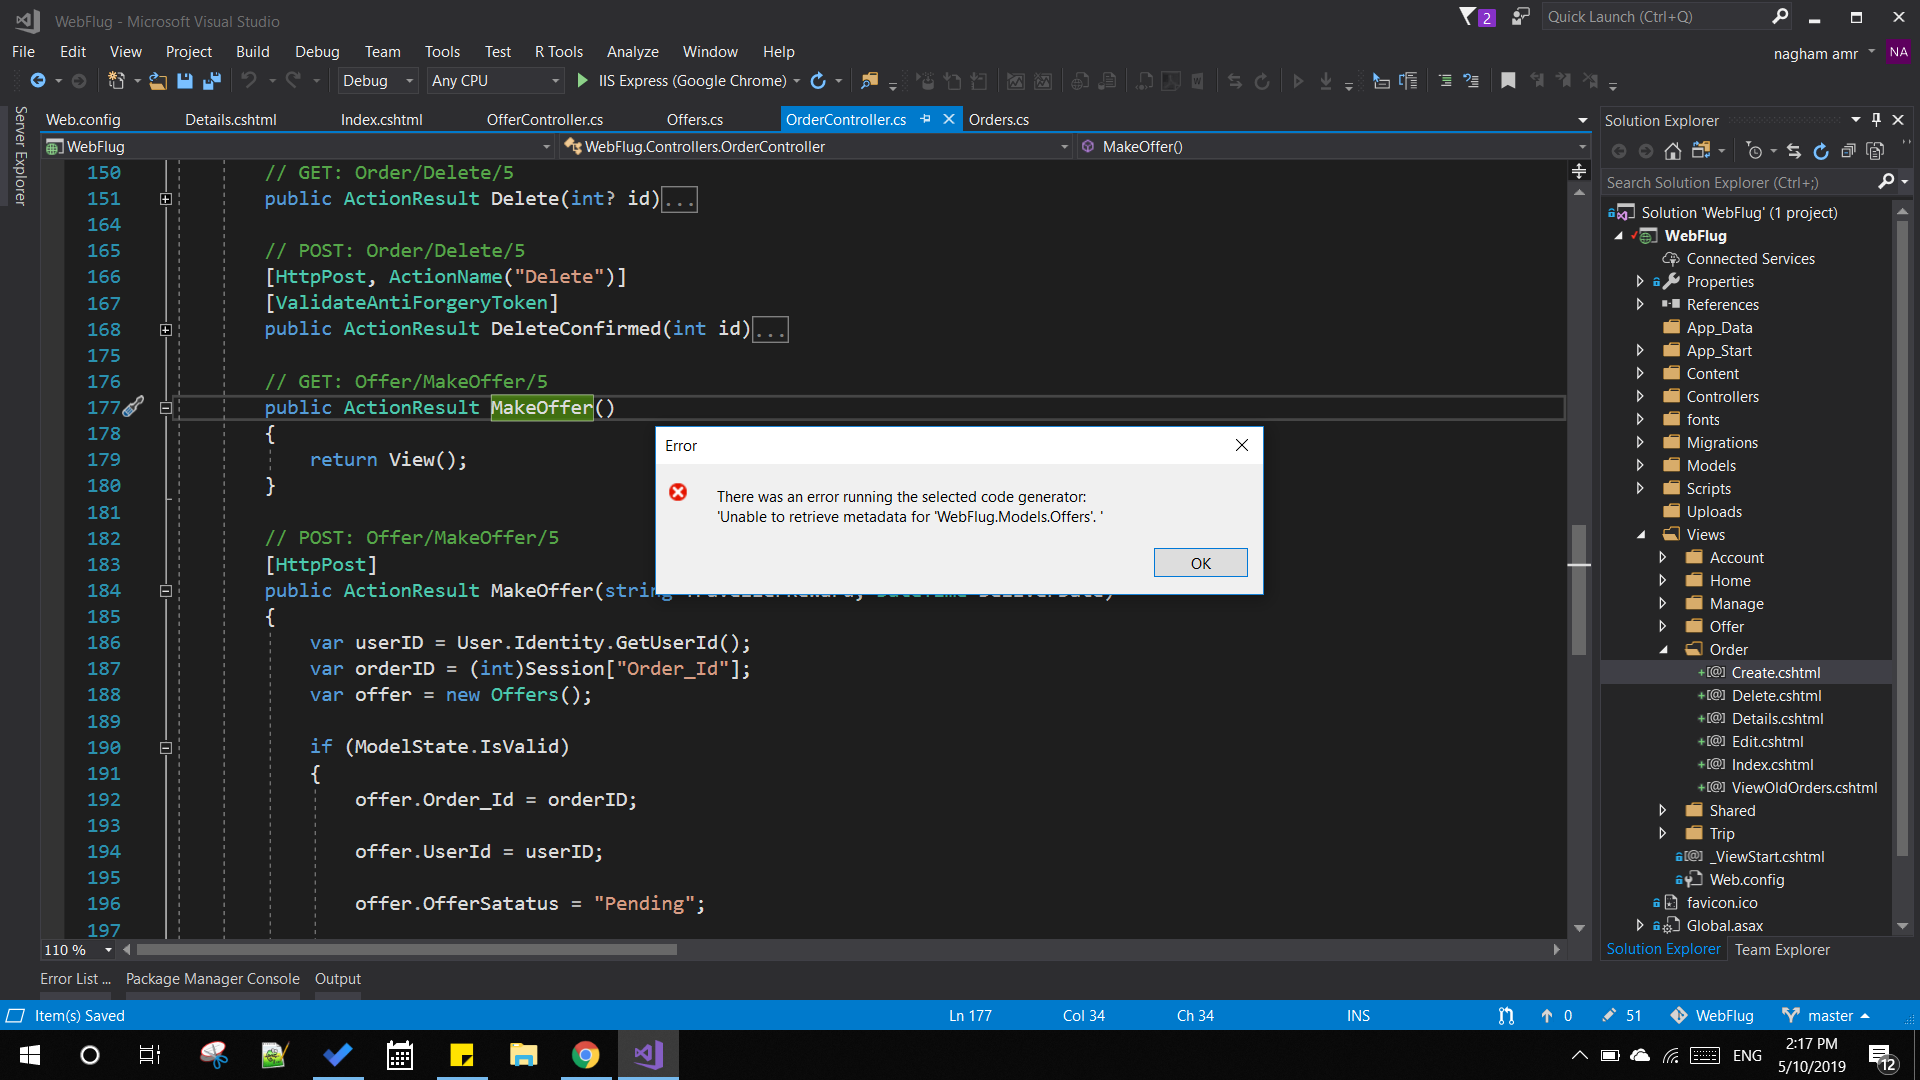 WebFlug - Microsoft Visual Studio
2
Quick Launch (Ctrl+Q)
File Edit View Project Build Debug Team Tools Test R Tools Analyze Window Help
nagham amr
NA
Debug Any CPU IIS Express (Google Chrome)
Server Explorer
Web.config Details.cshtml Index.cshtml OfferController.cs Offers.cs OrderController.cs Orders.cs
WebFlug WebFlug.Controllers.OrderController MakeOffer()
150 // GET: Order/Delete/5
151 public ActionResult Delete(int? id)...
164
165 // POST: Order/Delete/5
166 [HttpPost, ActionName("Delete")]
167 [ValidateAntiForgeryToken]
168 public ActionResult DeleteConfirmed(int id)...
175
176 // GET: Offer/MakeOffer/5
177 public ActionResult MakeOffer()
178 {
179 return View();
180 }
181
182 // POST: Offer/MakeOffer/5
183 [HttpPost]
184 public ActionResult MakeOffer(string
185 {
186 var userID = User.Identity.GetUserId();
187 var orderID = (int)Session["Order_Id"];
188 var offer = new Offers();
189
190 if (ModelState.IsValid)
191 {
192 offer.Order_Id = orderID;
193
194 offer.UserId = userID;
195
196 offer.OfferSatatus = "Pending";
197
110 %
Error
There was an error running the selected code generator:
'Unable to retrieve metadata for 'WebFlug.Models.Offers'. '
OK
Solution Explorer
Search Solution Explorer (Ctrl+;)
Solution 'WebFlug' (1 project)
WebFlug
Connected Services
Properties
References
App_Data
App_Start
Content
Controllers
fonts
Migrations
Models
Scripts
Uploads
Views
Account
Home
Manage
Offer
Order
Create.cshtml
Delete.cshtml
Details.cshtml
Edit.cshtml
Index.cshtml
ViewOldOrders.cshtml
Shared
Trip
_ViewStart.cshtml
Web.config
favicon.ico
Global.asax
Solution Explorer Team Explorer
Error List ... Package Manager Console Output
Item(s) Saved Ln 177 Col 34 Ch 34 INS 0 51 WebFlug master
ENG
2:17 PM
5/10/2019
12